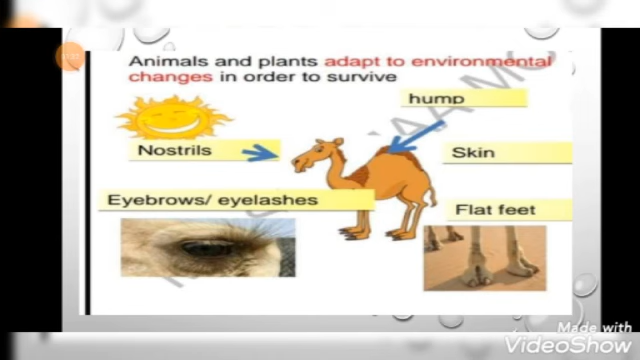 Animals and plants adapt to environmental
changes in order to survive
hump
Nostrils
Skin
Eyebrows/ eyelashes
Flat feet
Made with
VideoShow